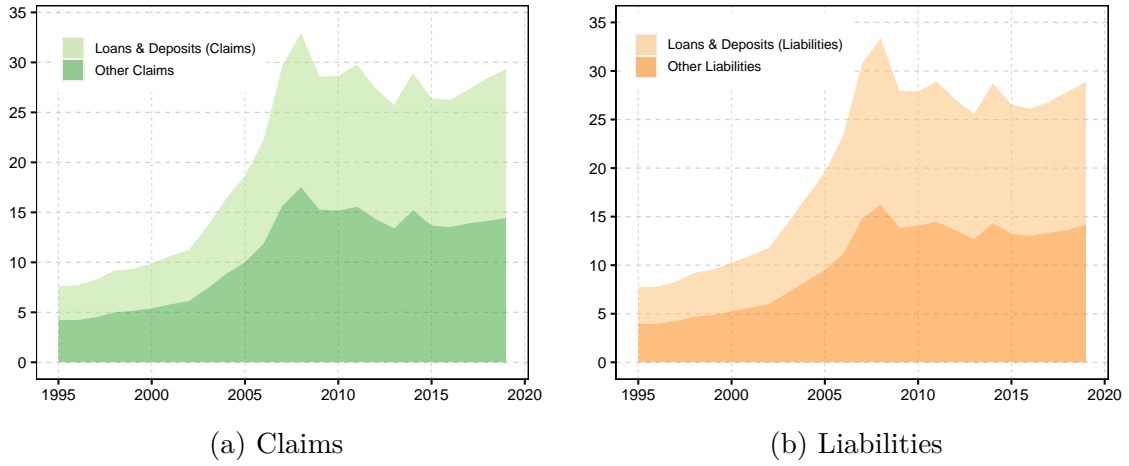 35
30
25
20
15
10
5
0
Loans & Deposits (Claims)
Other Claims
1995 2000 2005 2010 2015 2020
(a) Claims
35
30
25
20
15
10
5
0
Loans & Deposits (Liabilities)
Other Liabilities
1995 2000 2005 2010 2015 2020
(b) Liabilities